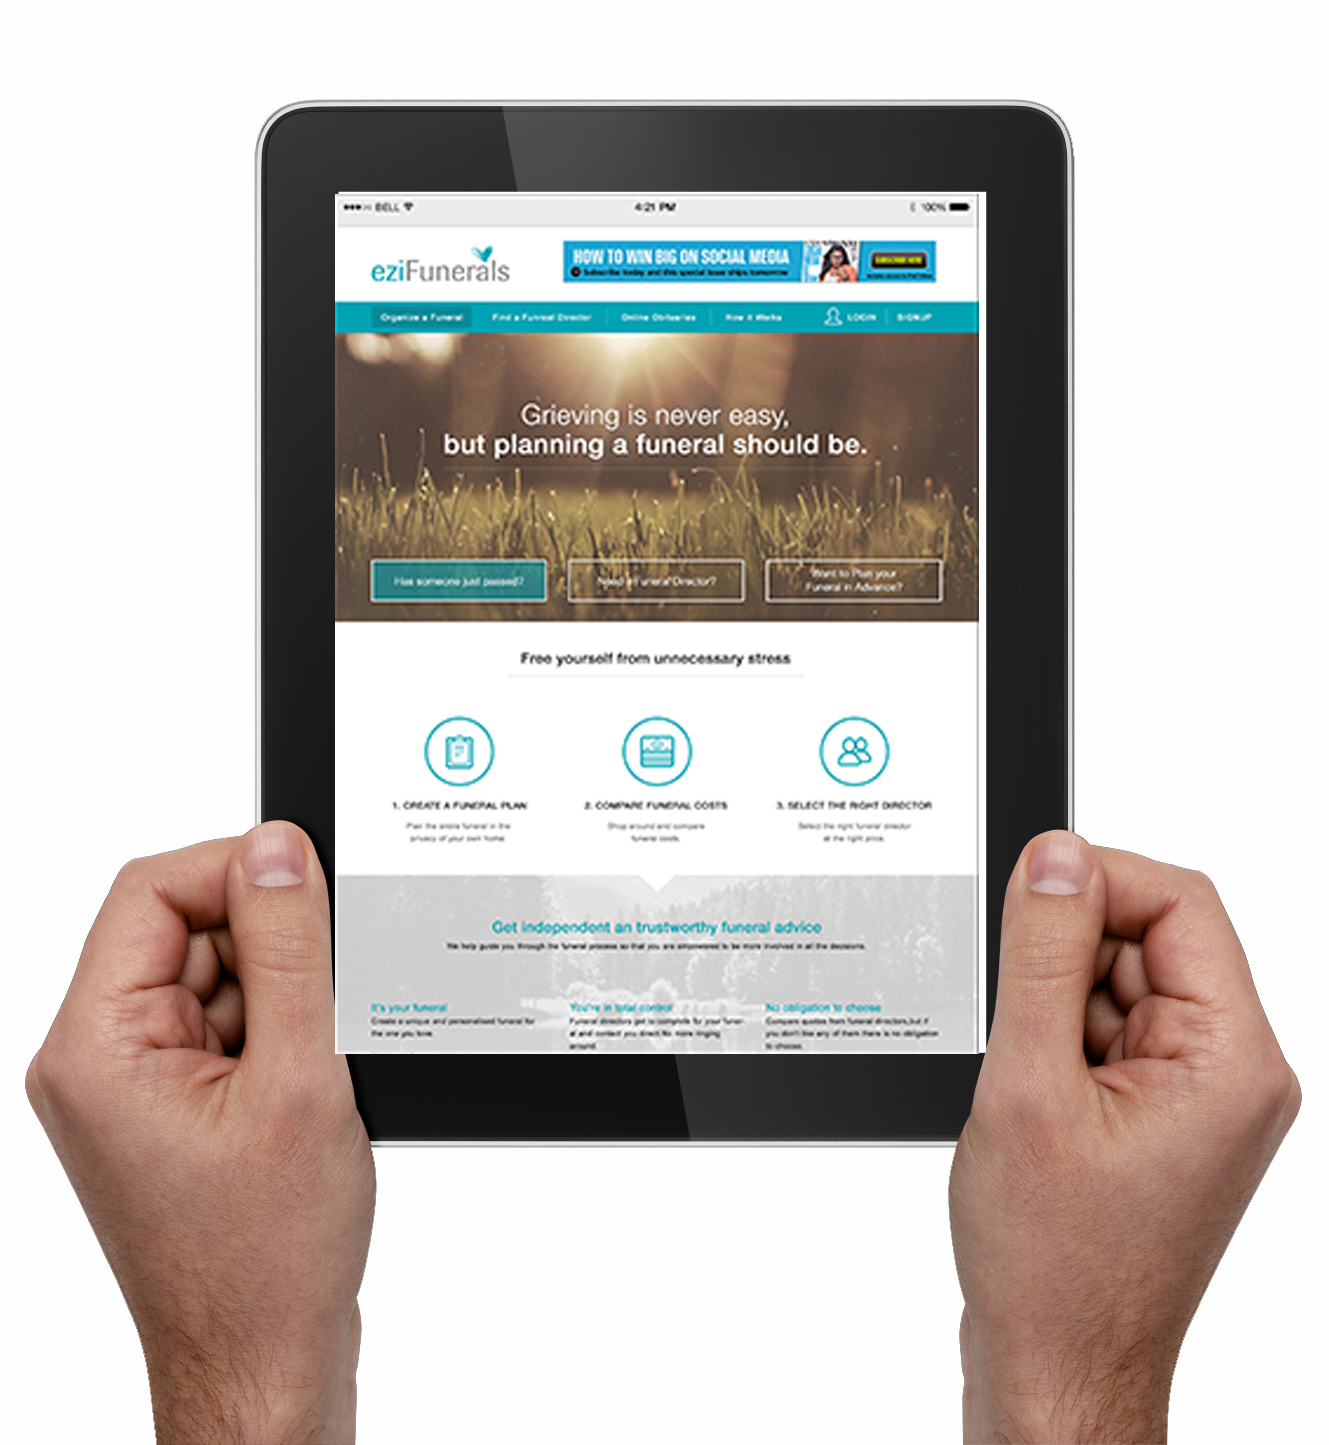 BELL
4:21 PM
100%
eziFunerals
HOW TO WIN BIG ON SOCIAL MEDIA
Subscribe today and this special issue ships tomorrow
SUBSCRIBE HERE
Organize a Funeral
Find a Funreal Director
Online Obituaries
How it Works
LOGIN
SIGNUP
Grieving is never easy,
but planning a funeral should be.
Has someone just passed?
Need a Funeral Director?
Want to Plan your
Funeral in Advance?
Free yourself from unnecessary stress
1. CREATE A FUNERAL PLAN
2. COMPARE FUNERAL COSTS
3. SELECT THE RIGHT DIRECTOR
Plan the entire funeral in the
privacy of your own home.
Shop around and compare
funeral costs.
Select the right funeral director
at the right price.
Get independent an trustworthy funeral advice
We help guide you through the funeral process so that you are empowered to be more involved in all the decisions.
It's your funeral
Create a unique and personalised funeral for
the one you love.
You're in total control
Funeral directors get to compete for your funer-
al and contact you direct. No more ringing
around.
No obligation to choose
Compare quotes from funeral directors, but if
you don't like any of them there is no obligation
to choose.